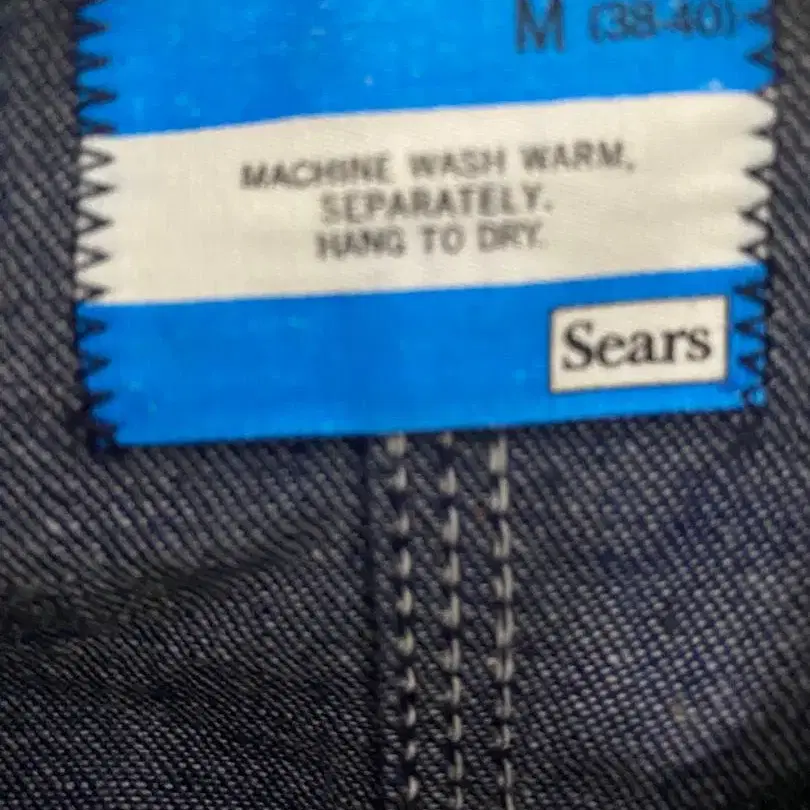 M (38-40)
MACHINE WASH WARM,
SEPARATELY.
HANG TO DRY.
Sears